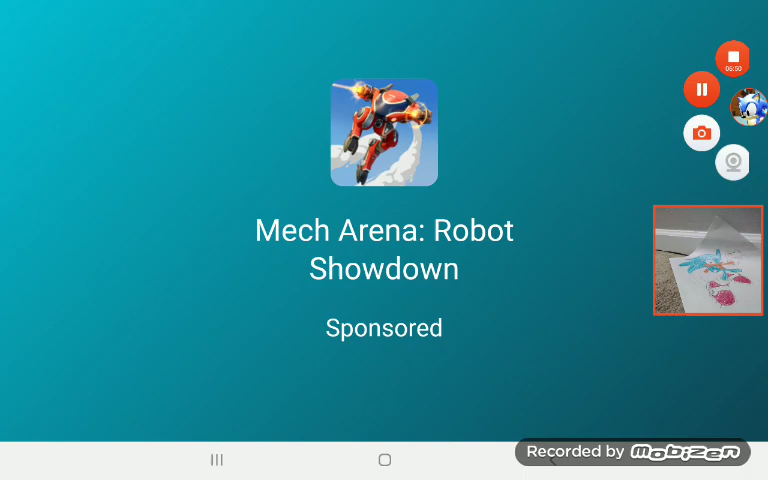 06:50
Mech Arena: Robot
Showdown
Sponsored
Recorded by mobizen